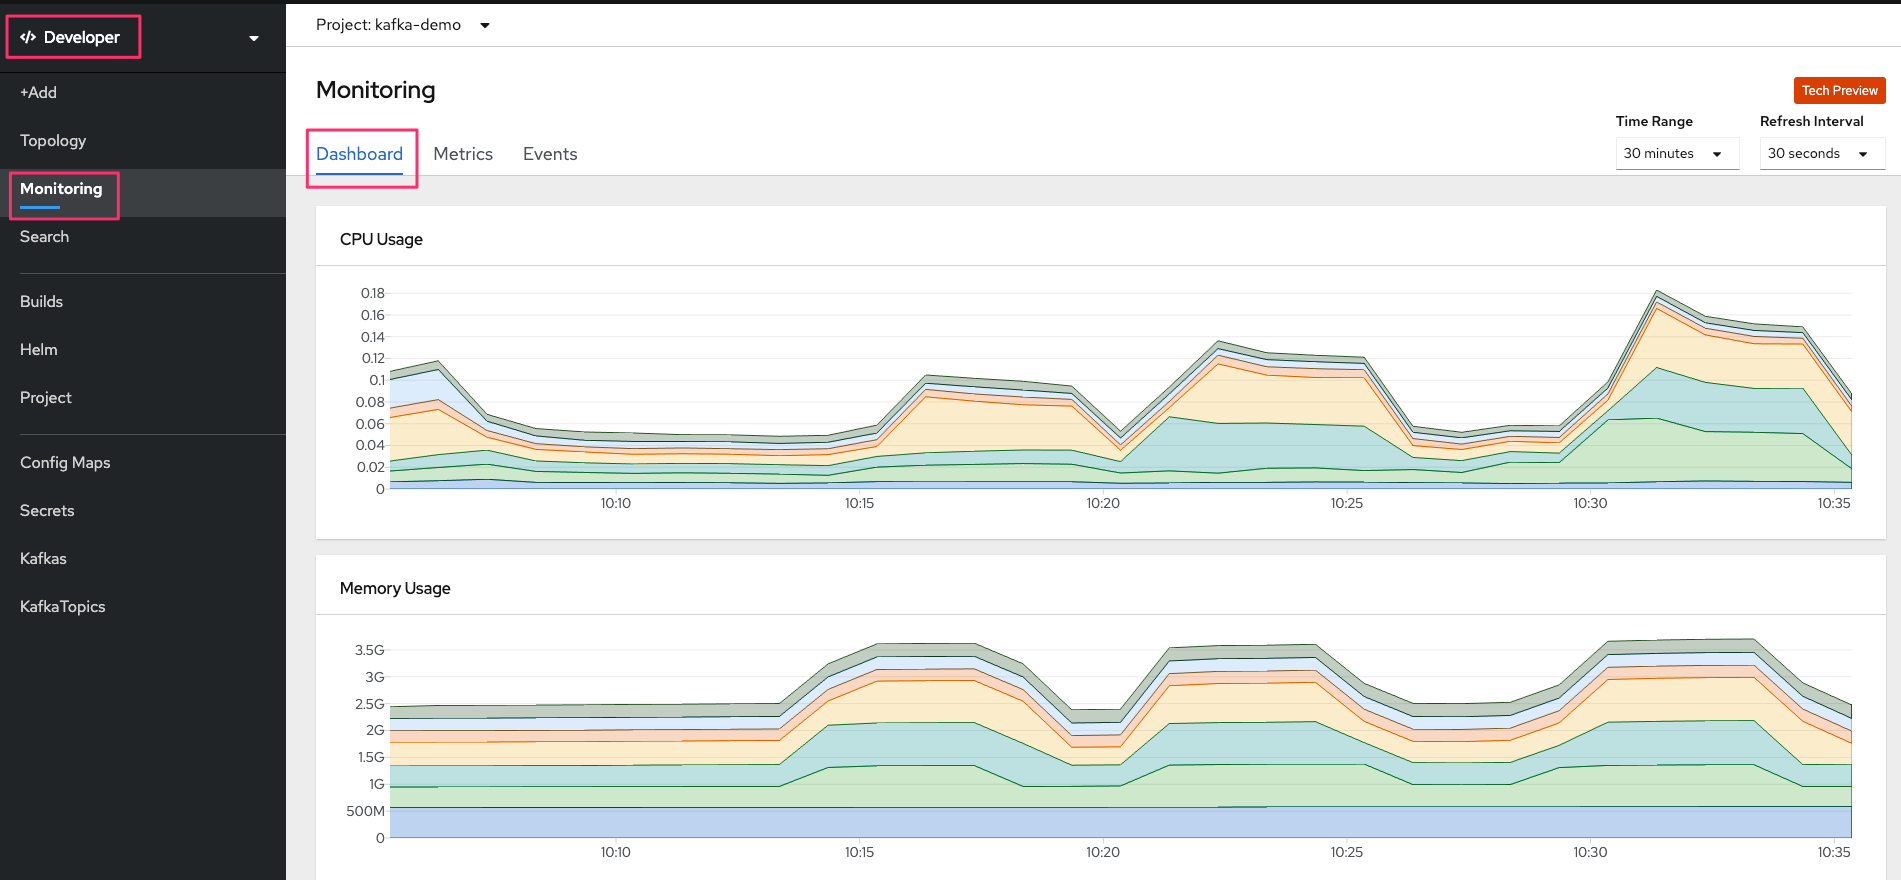 </> Developer
+Add
Topology
Monitoring
Search
Builds
Helm
Project
Config Maps
Secrets
Kafkas
KafkaTopics
Project: kafka-demo
Monitoring
Tech Preview
Dashboard Metrics Events
Time Range Refresh Interval
30 minutes 30 seconds
CPU Usage
0.18
0.16
0.14
0.12
0.1
0.08
0.06
0.04
0.02
0
10:10 10:15 10:20 10:25 10:30 10:35
Memory Usage
3.5G
3G
2.5G
2G
1.5G
1G
500M
0
10:10 10:15 10:20 10:25 10:30 10:35